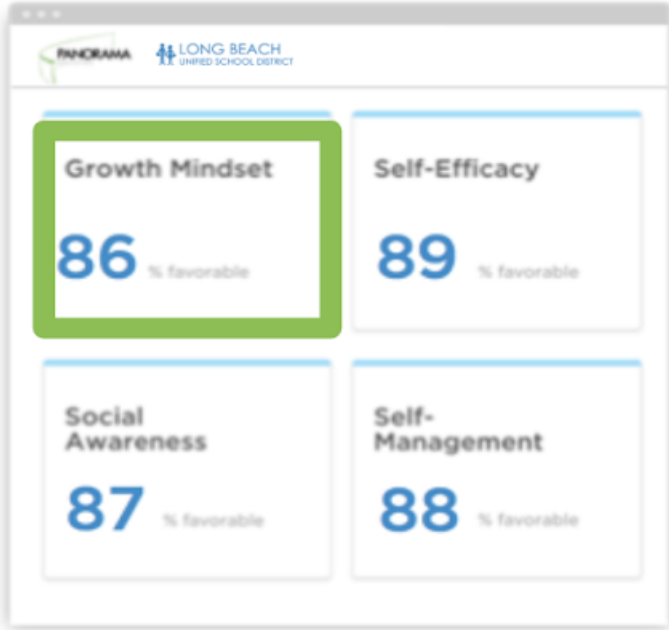 PANORAMA
LONG BEACH
UNIFIED SCHOOL DISTRICT
Growth Mindset
86 % favorable
Self-Efficacy
89 % favorable
Social
Awareness
87 % favorable
Self-
Management
88 % favorable